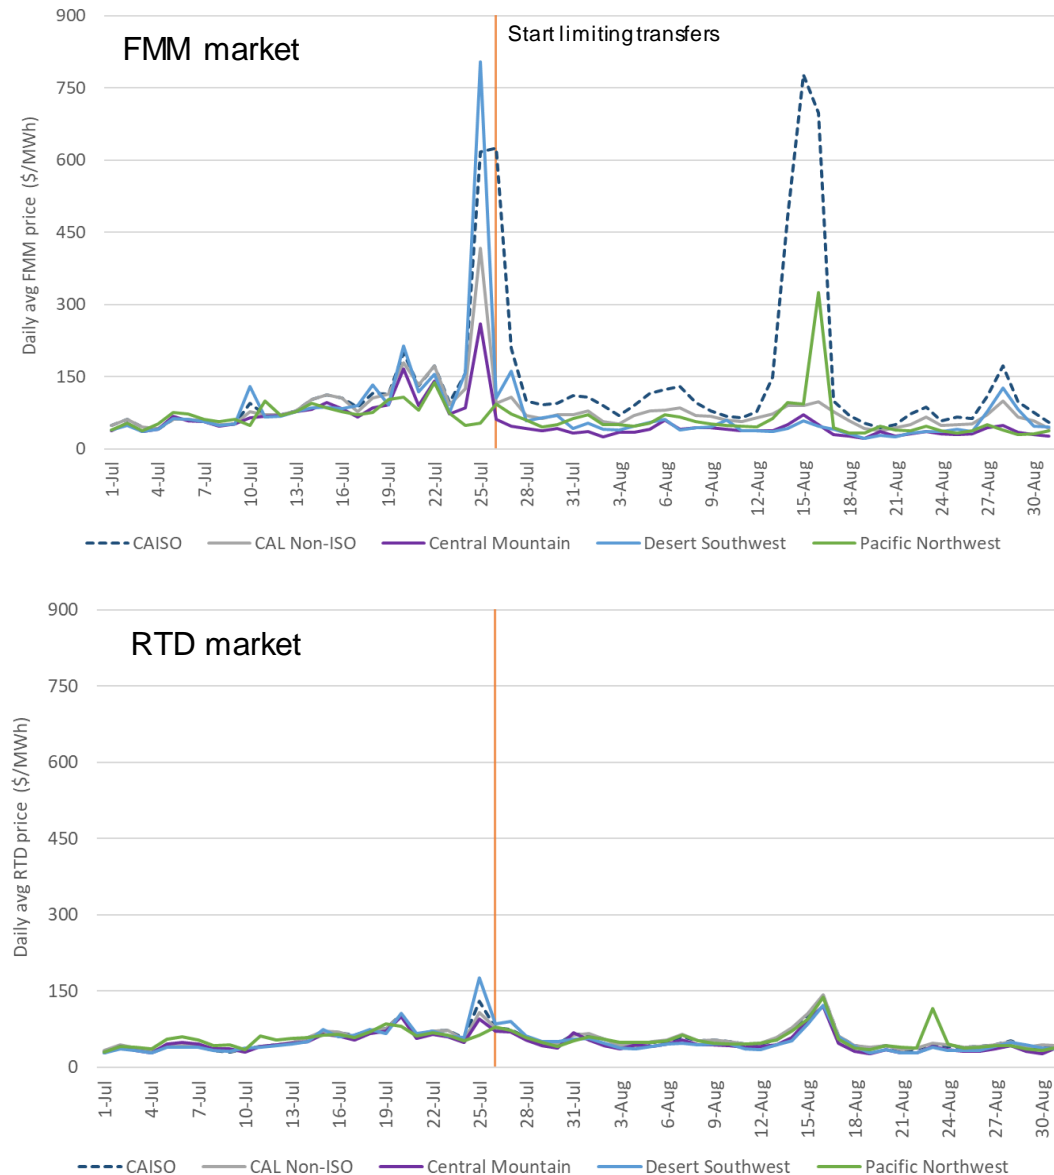 900
750
600
450
300
150
0
Daily avg FMM price ($/MWh)
FMM market
Start limiting transfers
1-Jul
4-Jul
7-Jul
10-Jul
13-Jul
16-Jul
19-Jul
22-Jul
25-Jul
28-Jul
31-Jul
3-Aug
6-Aug
9-Aug
12-Aug
15-Aug
18-Aug
21-Aug
24-Aug
27-Aug
30-Aug
CAISO CAL Non-ISO Central Mountain Desert Southwest Pacific Northwest
900
750
600
450
300
150
0
Daily avg RTD price ($/MWh)
RTD market
1-Jul
4-Jul
7-Jul
10-Jul
13-Jul
16-Jul
19-Jul
22-Jul
25-Jul
28-Jul
31-Jul
3-Aug
6-Aug
9-Aug
12-Aug
15-Aug
18-Aug
21-Aug
24-Aug
27-Aug
30-Aug
CAISO CAL Non-ISO Central Mountain Desert Southwest Pacific Northwest